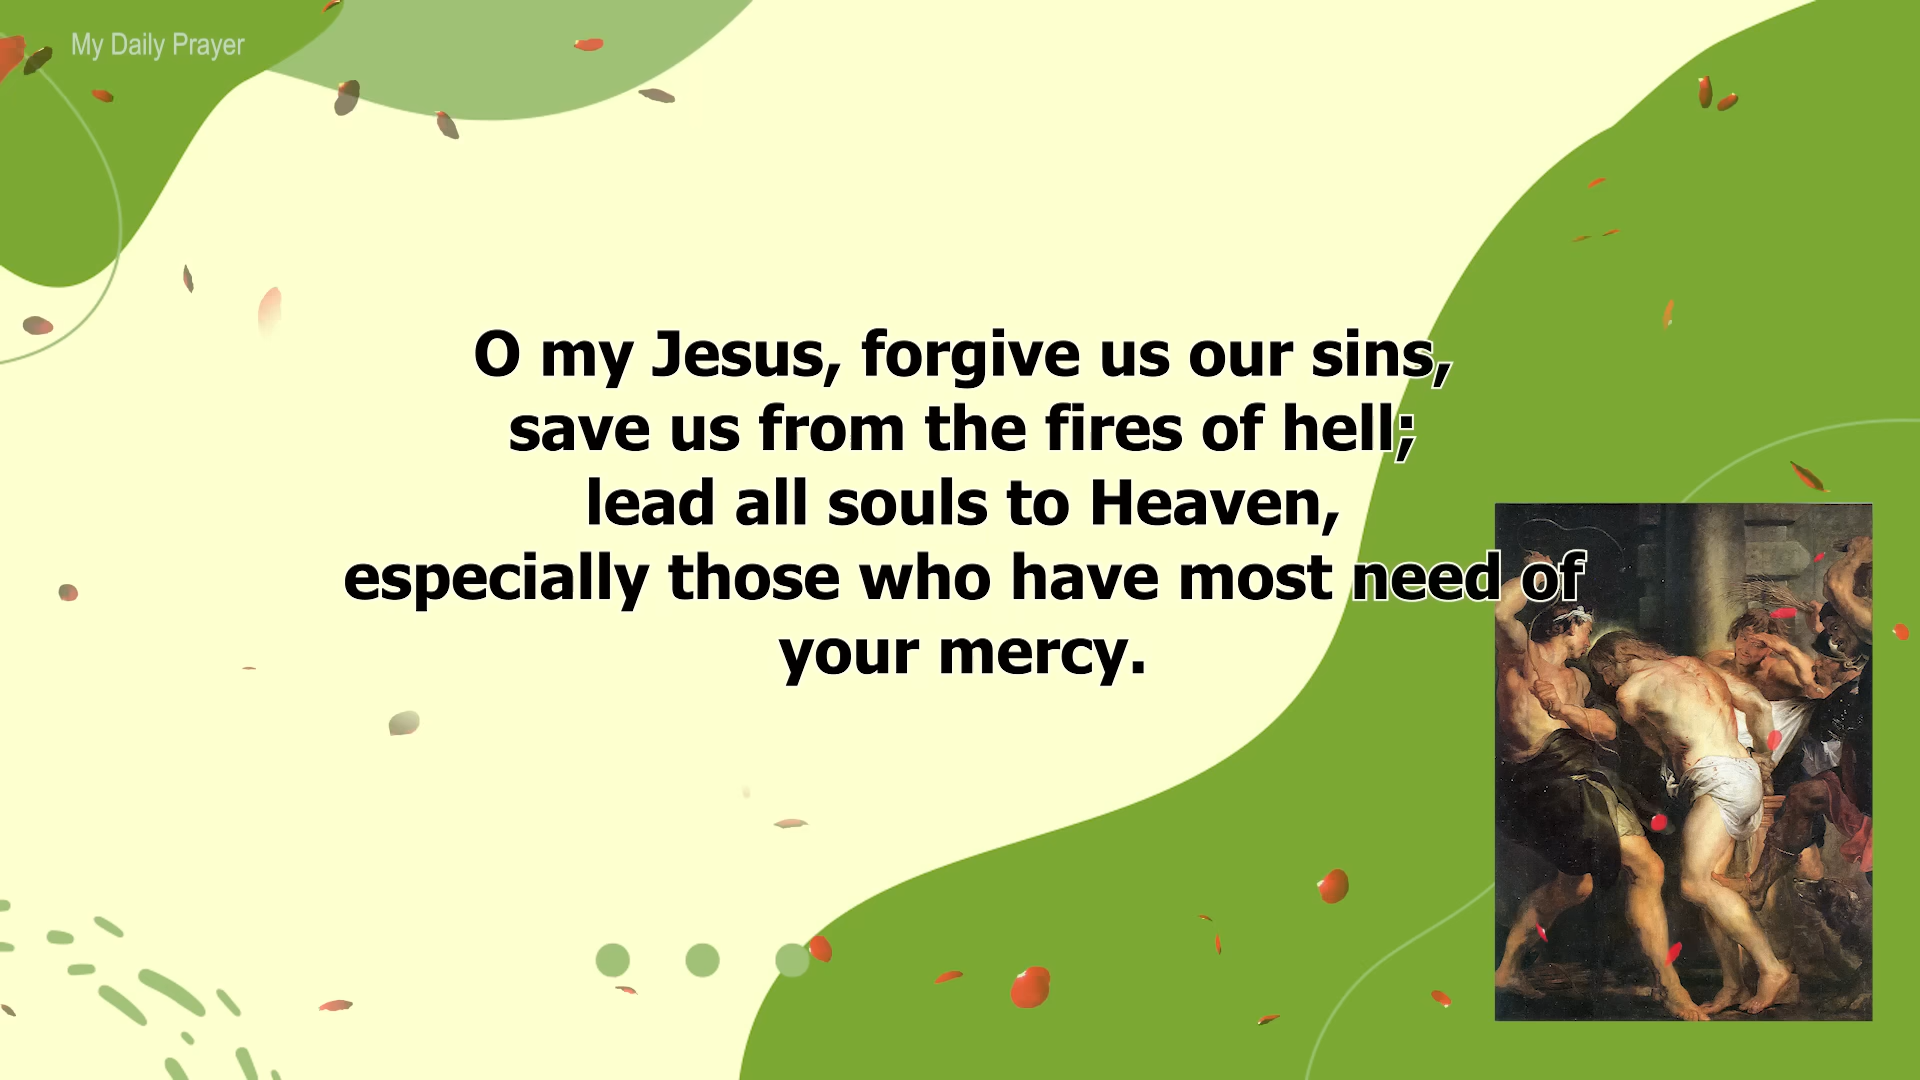 My Daily Prayer
O my Jesus, forgive us our sins,
save us from the fires of hell;
lead all souls to Heaven,
especially those who have most need of
your mercy.